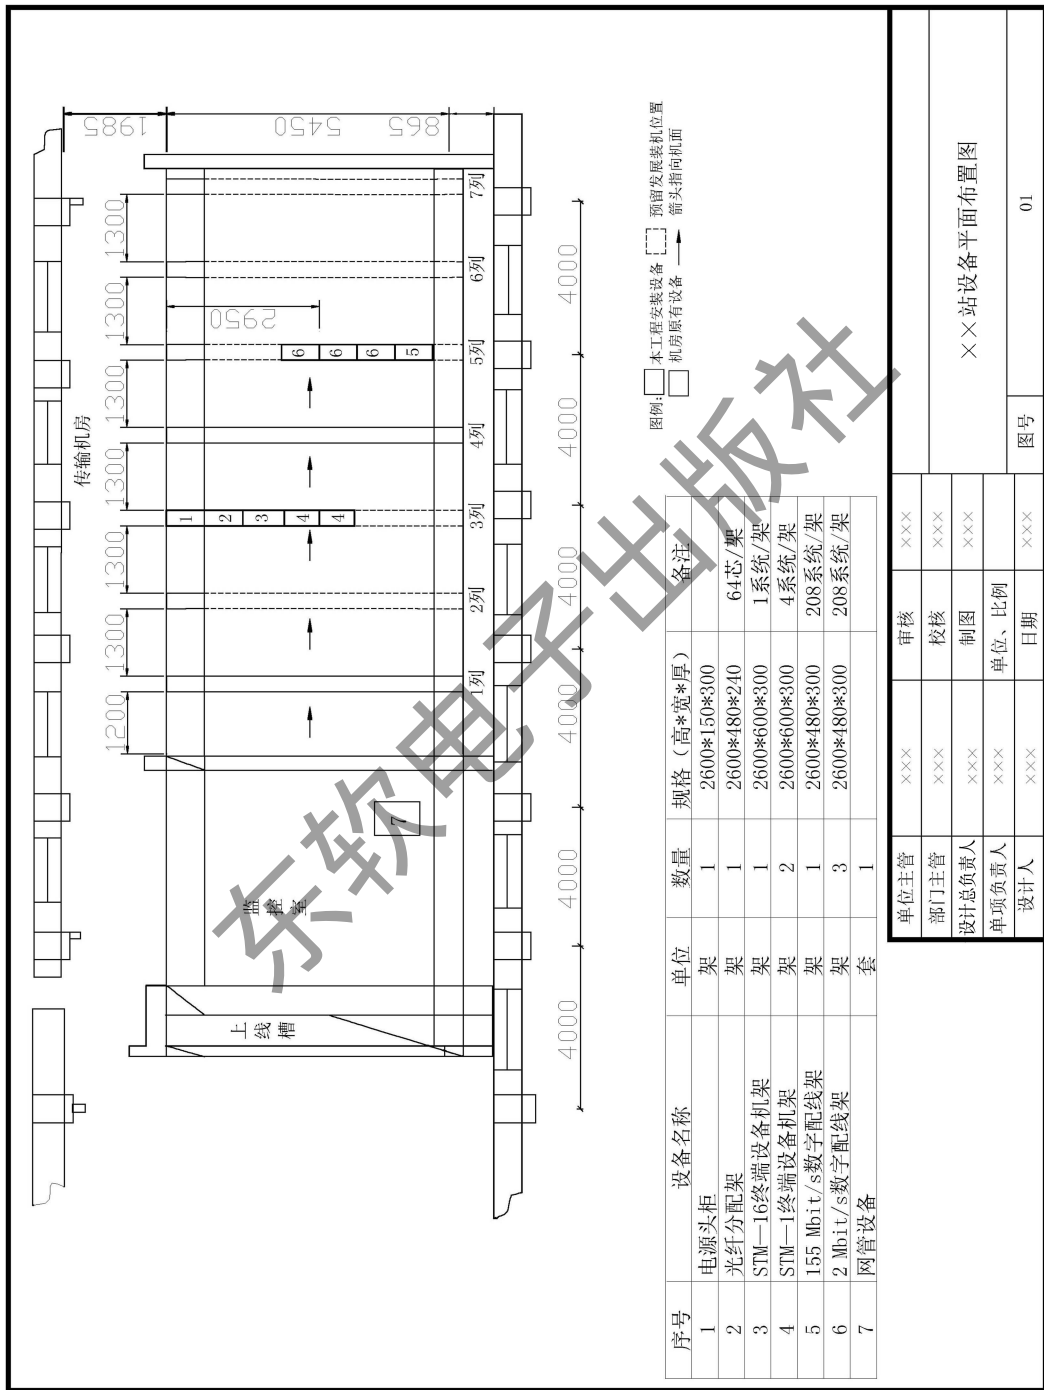 1985
5450
865
1200
1300
1300
1300
1300
1300
1300
2950
传输机房
监控室
上线槽
1
2
3
4
4
6
6
6
5
7
1列
2列
3列
4列
5列
6列
7列
4000
4000
4000
4000
4000
4000
图例:
本工程安装设备
预留发展装机位置
机房原有设备
箭头指向机面
序号 设备名称 单位 数量 规格(高*宽*厚) 备注
1 电源头柜 架 1 2600*150*300
2 光纤分配架 架 1 2600*480*240 64芯/架
3 STM—16终端设备机架 架 1 2600*600*300 1系统/架
4 STM—1终端设备机架 架 2 2600*600*300 4系统/架
5 155 Mbit/s数字配线架 架 1 2600*480*300 208系统/架
6 2 Mbit/s数字配线架 架 3 2600*480*300 208系统/架
7 网管设备 套 1
单位主管 ××× 审核 ×××
部门主管 ××× 校核 ×××
设计总负责人 ××× 制图 ×××
单项负责人 ××× 单位、比例
设计人 ××× 日期 ×××
××站设备平面布置图
图号 01
东软电子出版社